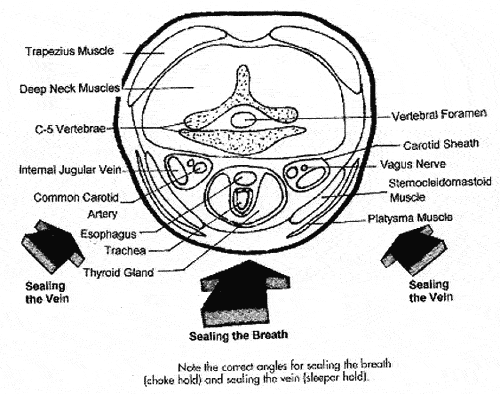 Trapezius Muscle
Deep Neck Muscles
C-5 Vertebrae
Internal Jugular Vein
Common Carotid
Artery
Esophagus
Trachea
Thyroid Gland
Vertebral Foramen
Carotid Sheath
Vagus Nerve
Sternocleidomastoid
Muscle
Platysma Muscle
Sealing
the Vein
Sealing the Breath
Sealing
the Vein
Note the correct angles for sealing the breath
(choke hold) and sealing the vein (sleeper hold).